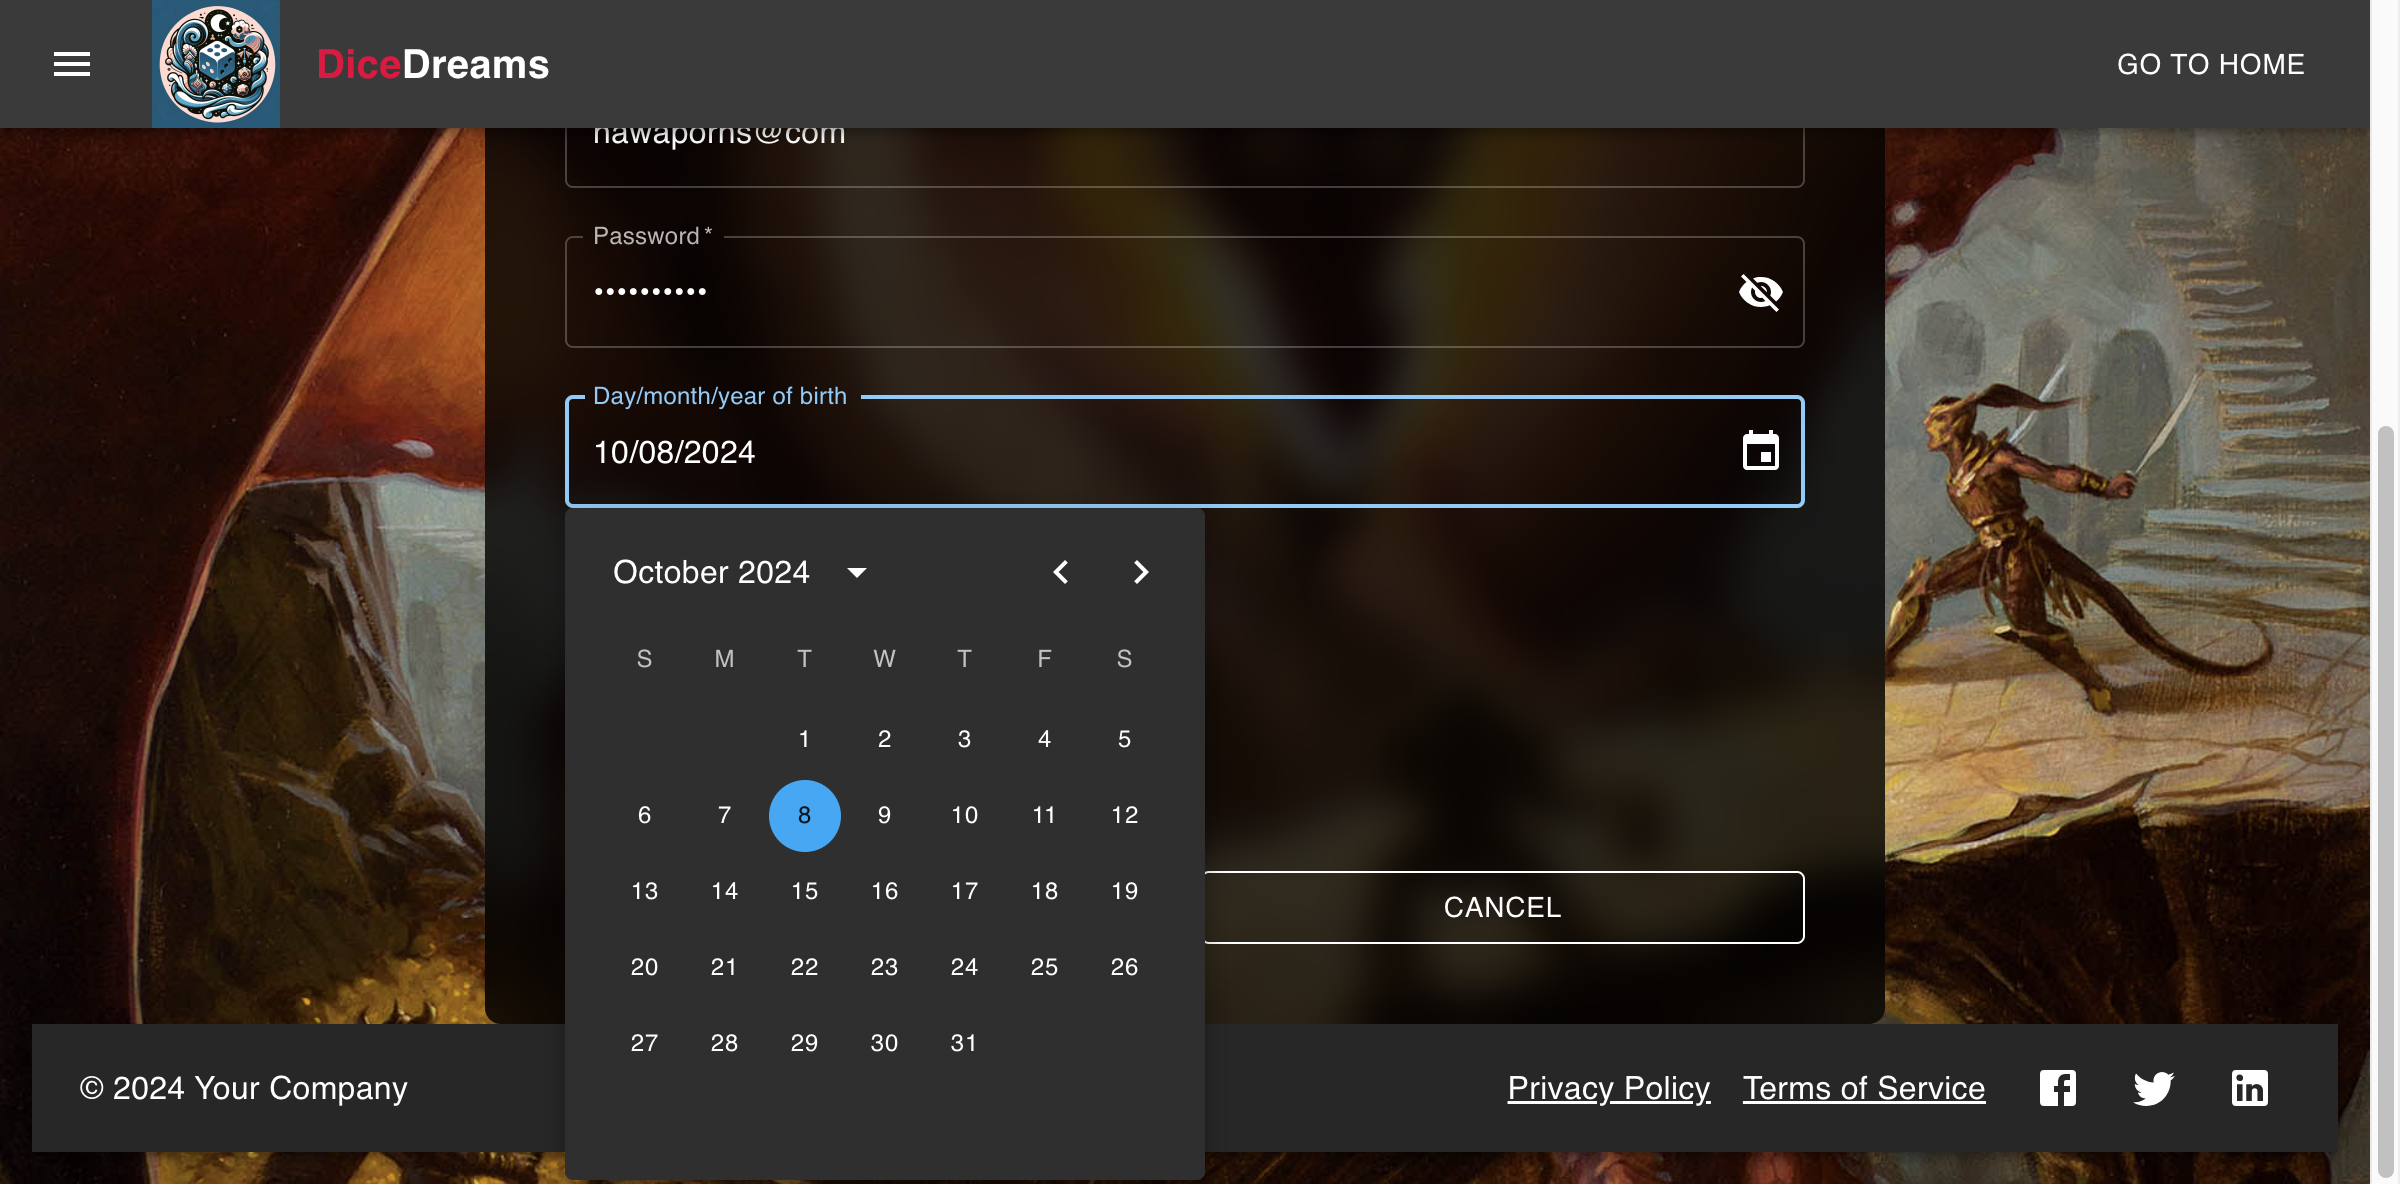 DiceDreams
GO TO HOME
nawaporns@com
Password *
••••••••••
Day/month/year of birth
10/08/2024
October 2024
S M T W T F S
1 2 3 4 5
6 7 8 9 10 11 12
13 14 15 16 17 18 19
20 21 22 23 24 25 26
27 28 29 30 31
CANCEL
© 2024 Your Company
Privacy Policy Terms of Service